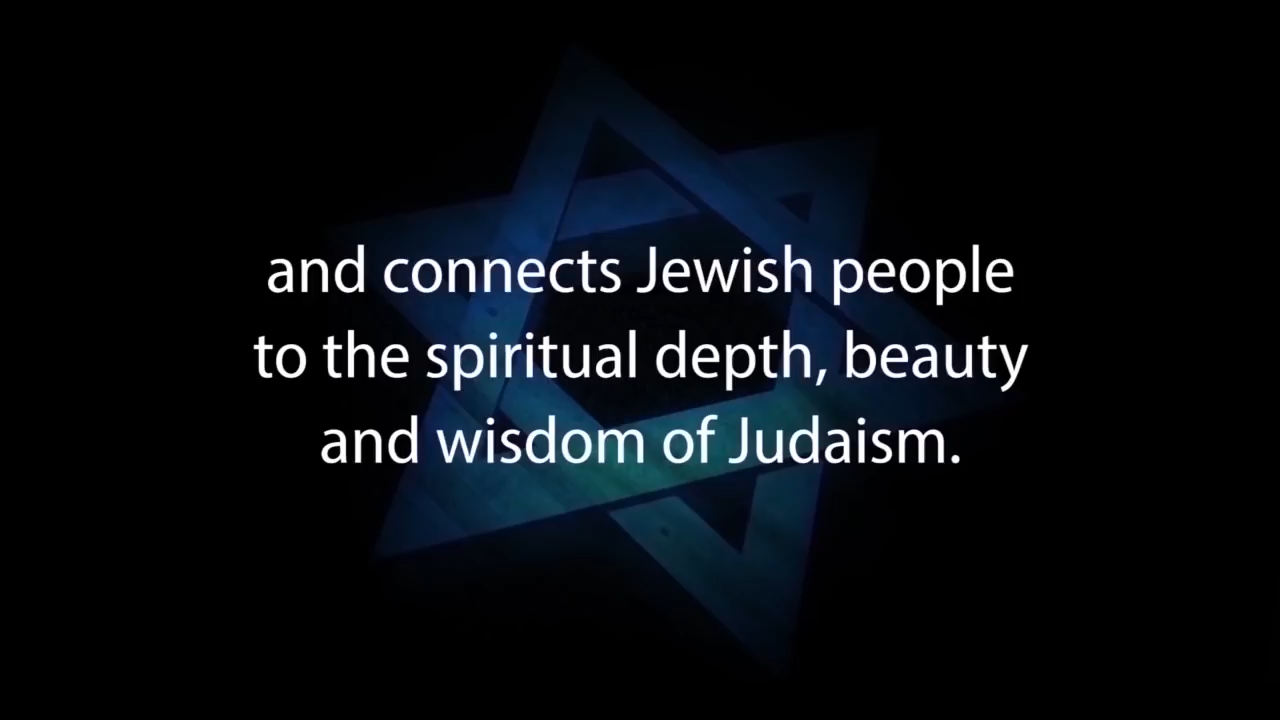 and connects Jewish people
to the spiritual depth, beauty
and wisdom of Judaism.